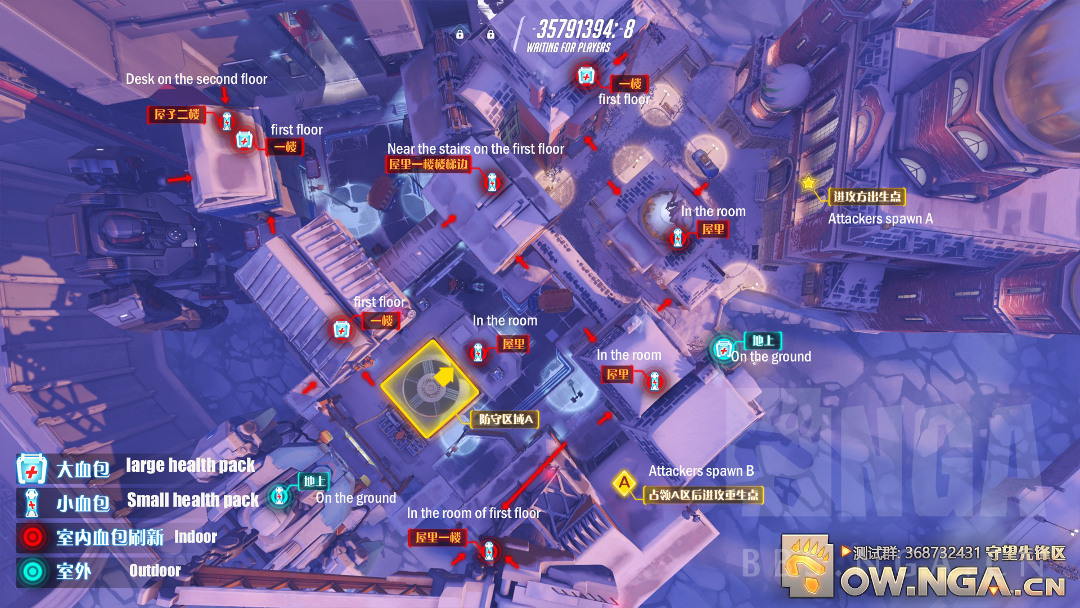 -35791394:-8
WAITING FOR PLAYERS
Desk on the second floor
屋子二楼
first floor
一楼
一楼
first floor
Near the stairs on the first floor
屋里一楼楼梯边
In the room
屋里
进攻方出生点
Attackers spawn A
first floor
一楼
In the room
屋里
In the room
屋里
地上
On the ground
防守区域A
Attackers spawn B
A
占领A区后进攻重生点
地上
On the ground
In the room of first floor
屋里一楼
大血包 large health pack
小血包 Small health pack
室内血包刷新 Indoor
室外 Outdoor
NGA
测试群: 368732431 守望先锋区
OW.NGA.CN